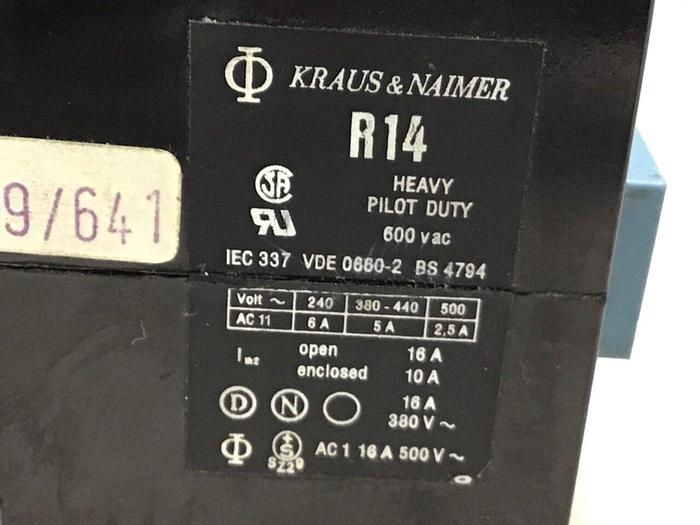 KRAUS & NAIMER
R14
9/641
HEAVY
PILOT DUTY
600 vac
IEC 337 VDE 0660-2 BS 4794
Volt ~ 240 380-440 500
AC 11 6 A 5 A 2,5 A
I th2 open 16 A
enclosed 10 A
D N 16 A
380 V ~
S AC 1 16 A 500 V ~